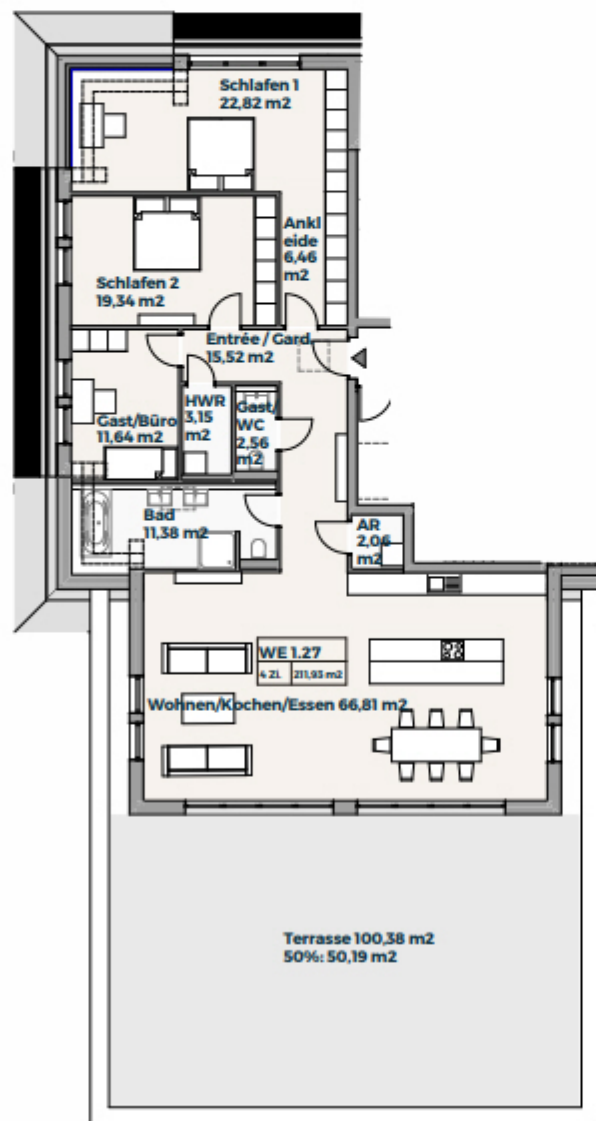 Schlafen 1
22,82 m2
Ankl
eide
6,46
m2
Schlafen 2
19,34 m2
Entrée / Gard.
15,52 m2
HWR
3,15
m2
Gast/
WC
2,56
m2
Gast/Büro
11,64 m2
Bad
11,38 m2
AR
2,06
m2
WE 1.27
4 Zi. 211,93 m2
Wohnen/Kochen/Essen 66,81 m2
Terrasse 100,38 m2
50%: 50,19 m2